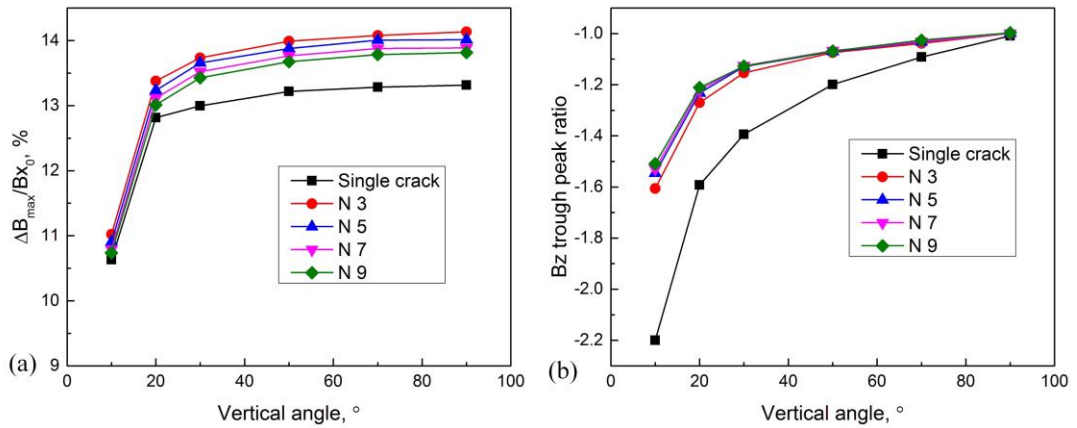 14
13
12
11
10
9
ΔB_max/Bx_0, %
Single crack
N 3
N 5
N 7
N 9
(a)
0 20 40 60 80 100
Vertical angle, °
-1.0
-1.2
-1.4
-1.6
-1.8
-2.0
-2.2
Bz trough peak ratio
Single crack
N 3
N 5
N 7
N 9
(b)
0 20 40 60 80 100
Vertical angle, °